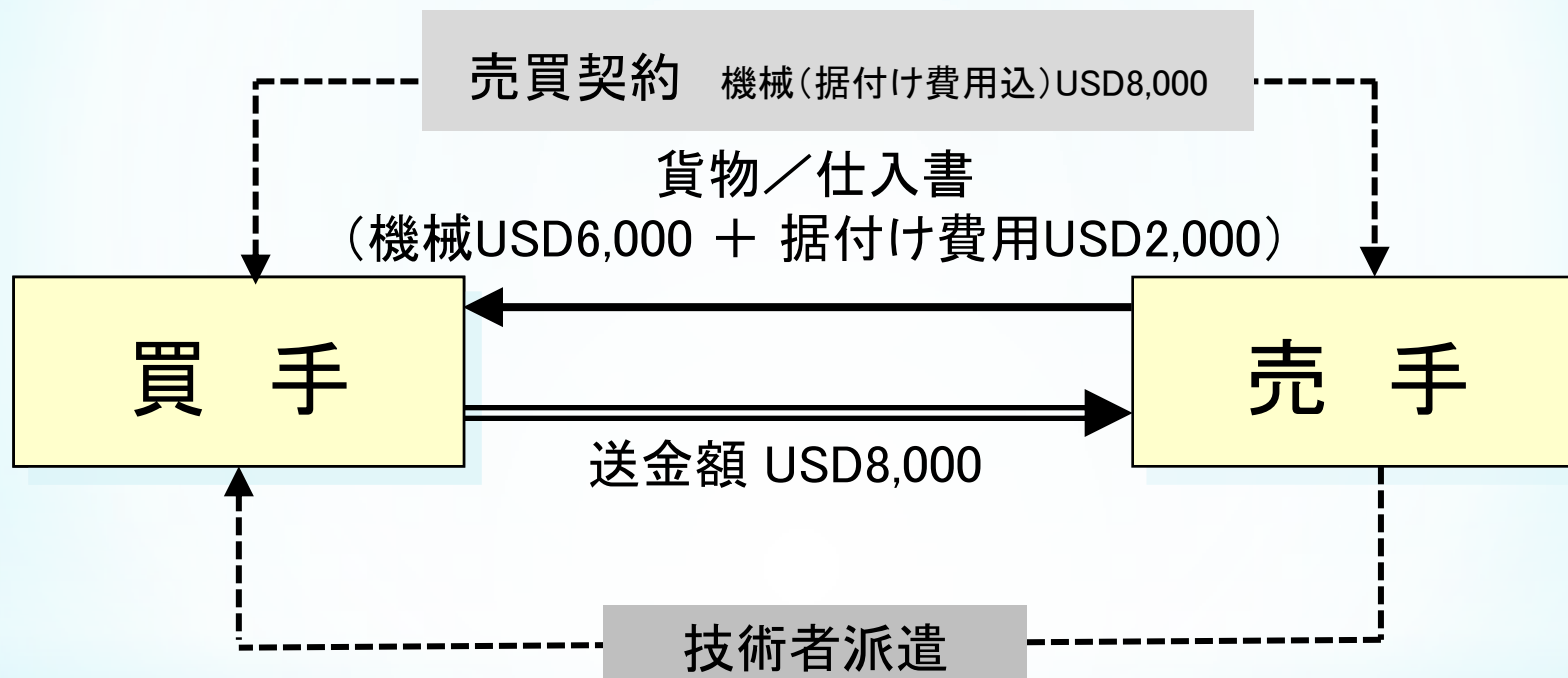 売買契約 機械（据付け費用込）USD8,000
貨物／仕入書
（機械USD6,000 ＋ 据付け費用USD2,000）
買 手
売 手
送金額 USD8,000
技術者派遣